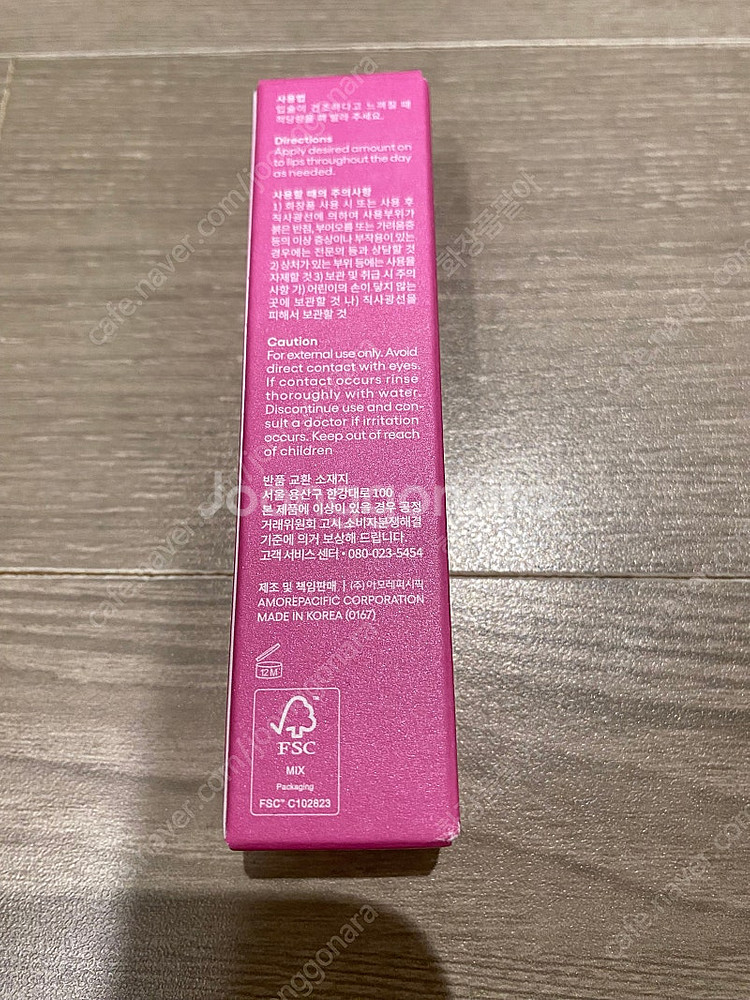 사용법
입술이 건조하다고 느껴질 때
적당량을 펴 발라 주세요.
Directions
Apply desired amount on
to lips throughout the day
as needed.
사용할 때의 주의사항
1) 화장품 사용 시 또는 사용 후
직사광선에 의하여 사용부위가
붉은 반점, 부어오름 또는 가려움증
등의 이상 증상이나 부작용이 있는
경우에는 전문의 등과 상담할 것
2) 상처가 있는 부위 등에는 사용을
자제할 것 3) 보관 및 취급 시 주의
사항 가) 어린이의 손이 닿지 않는
곳에 보관할 것 나) 직사광선을
피해서 보관할 것
Caution
For external use only. Avoid
direct contact with eyes.
If contact occurs rinse
thoroughly with water.
Discontinue use and con-
sult a doctor if irritation
occurs. Keep out of reach
of children
반품 교환 소재지
서울 용산구 한강대로 100
본 제품에 이상이 있을 경우 공정
거래위원회 고시 소비자분쟁해결
기준에 의거 보상해 드립니다.
고객 서비스 센터 • 080-023-5454
제조 및 책임판매 | (주)아모레퍼시픽
AMOREPACIFIC CORPORATION
MADE IN KOREA (0167)
12M
FSC
MIX
Packaging
FSC™ C102823
Joonggonara
cafe.naver.com/joonggonara